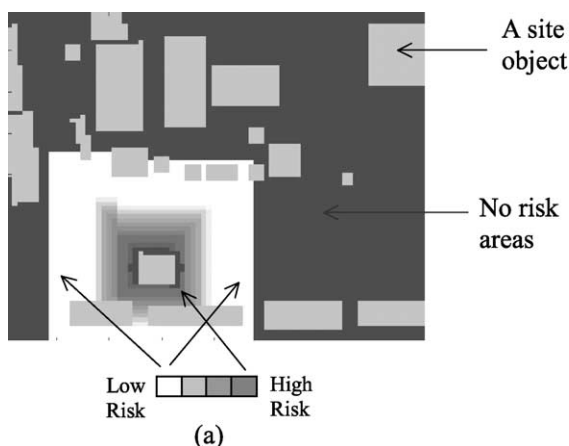 A site
object
No risk
areas
Low
Risk
High
Risk
(a)